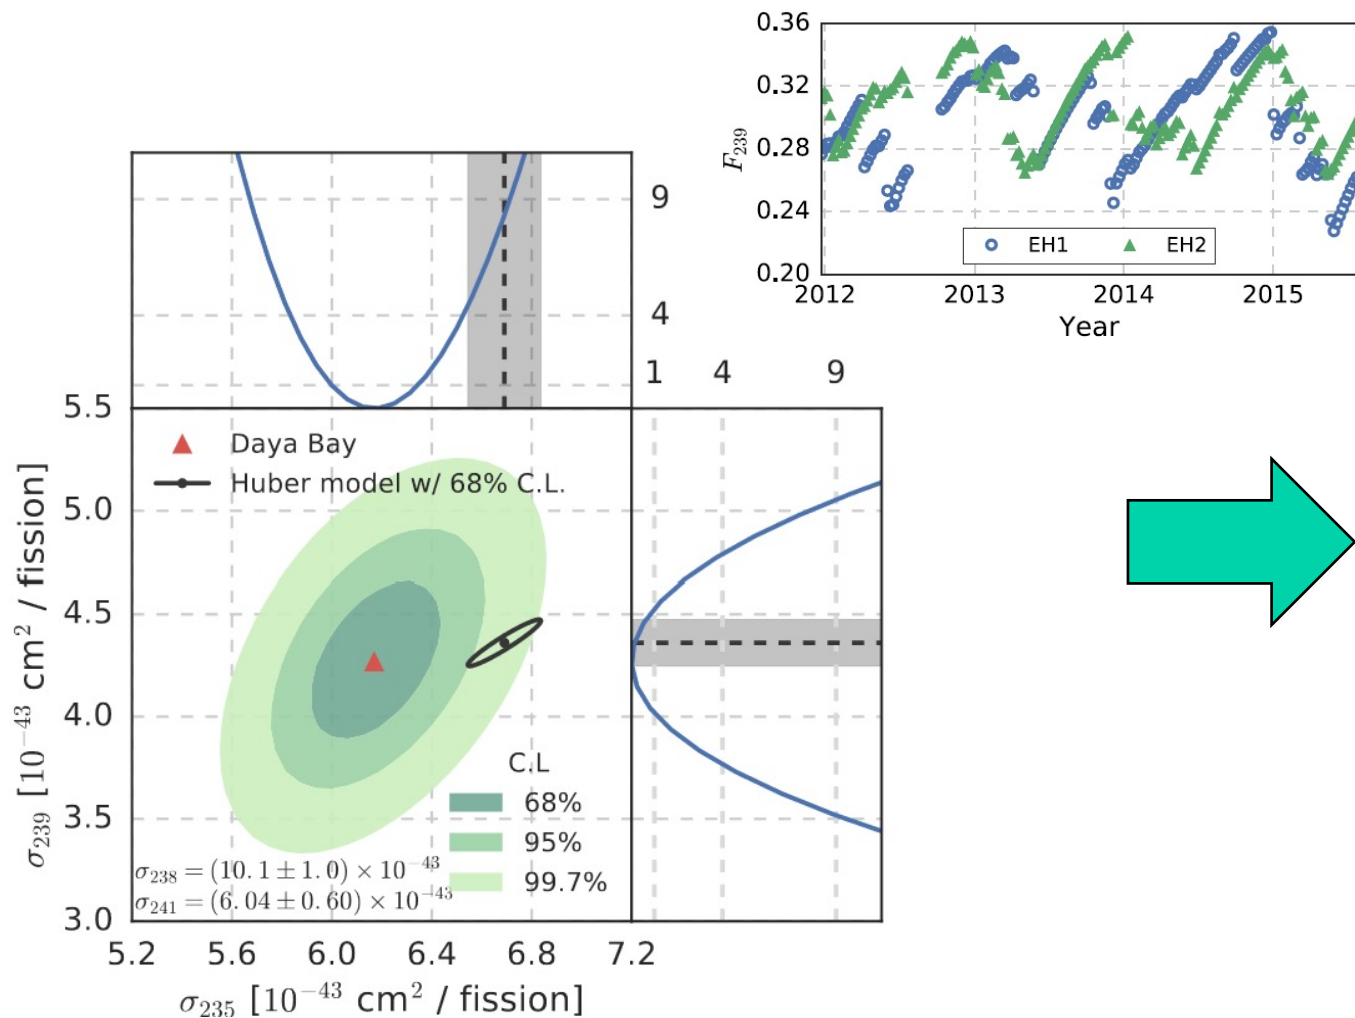 0.36
0.32
0.28
0.24
0.20
F₂₃₉
EH1 EH2
2012 2013 2014 2015
Year
9
4
1 4 9
5.5
5.0
4.5
4.0
3.5
3.0
σ₂₃₉ [10⁻⁴³ cm² / fission]
Daya Bay
Huber model w/ 68% C.L.
C.L
68%
95%
99.7%
σ₂₃₈ = (10.1 ± 1.0) × 10⁻⁴³
σ₂₄₁ = (6.04 ± 0.60) × 10⁻⁴³
5.2 5.6 6.0 6.4 6.8 7.2
σ₂₃₅ [10⁻⁴³ cm² / fission]